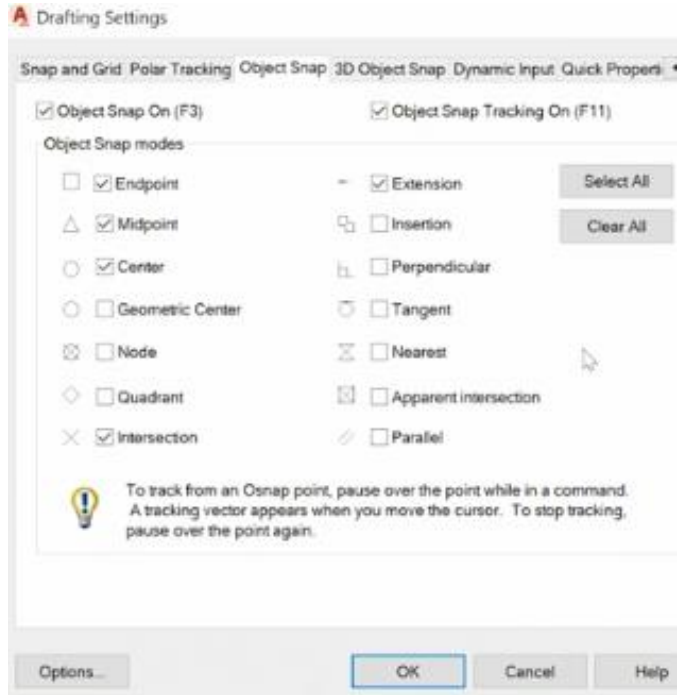 Drafting Settings
Snap and Grid Polar Tracking Object Snap 3D Object Snap Dynamic Input Quick Properti
Object Snap On (F3) Object Snap Tracking On (F11)
Object Snap modes
Endpoint Extension Select All
Midpoint Insertion Clear All
Center Perpendicular
Geometric Center Tangent
Node Nearest
Quadrant Apparent intersection
Intersection Parallel
To track from an Osnap point, pause over the point while in a command.
A tracking vector appears when you move the cursor. To stop tracking,
pause over the point again.
Options... OK Cancel Help